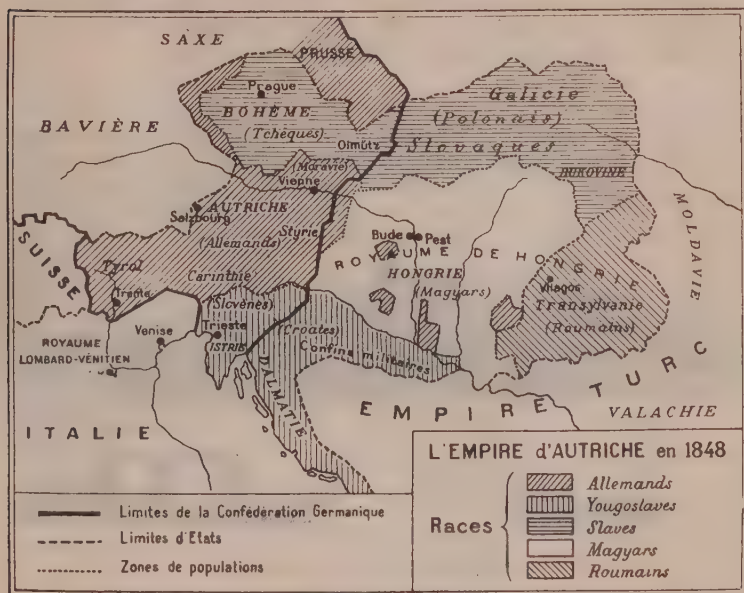 SAXE
PRUSSE
Prague
BOHÊME
(Tchèques)
Olmütz
BAVIÈRE
Galicie
(Polonais)
Slovaques
BUKOVINE
MOLDAVIE
(Moravie)
Vienne
AUTRICHE
Salzbourg
(Allemands)
Styrie
Bude
Pest
ROYAUME DE HONGRIE
HONGRIE
(Magyars)
Vilagos
Transylvanie
(Roumains)
SUISSE
Tyrol
Trente
Carinthie
(Slovènes)
Venise
Trieste
(ISTRIE)
ROYAUME
LOMBARD-VÉNITIEN
(Croates)
Confins militaires
DALMATIE
EMPIRE TURC
VALACHIE
ITALIE
L'EMPIRE d'AUTRICHE en 1848
Races
Allemands
Yougoslaves
Slaves
Magyars
Roumains
Limites de la Confédération Germanique
Limites d'Etats
Zones de populations